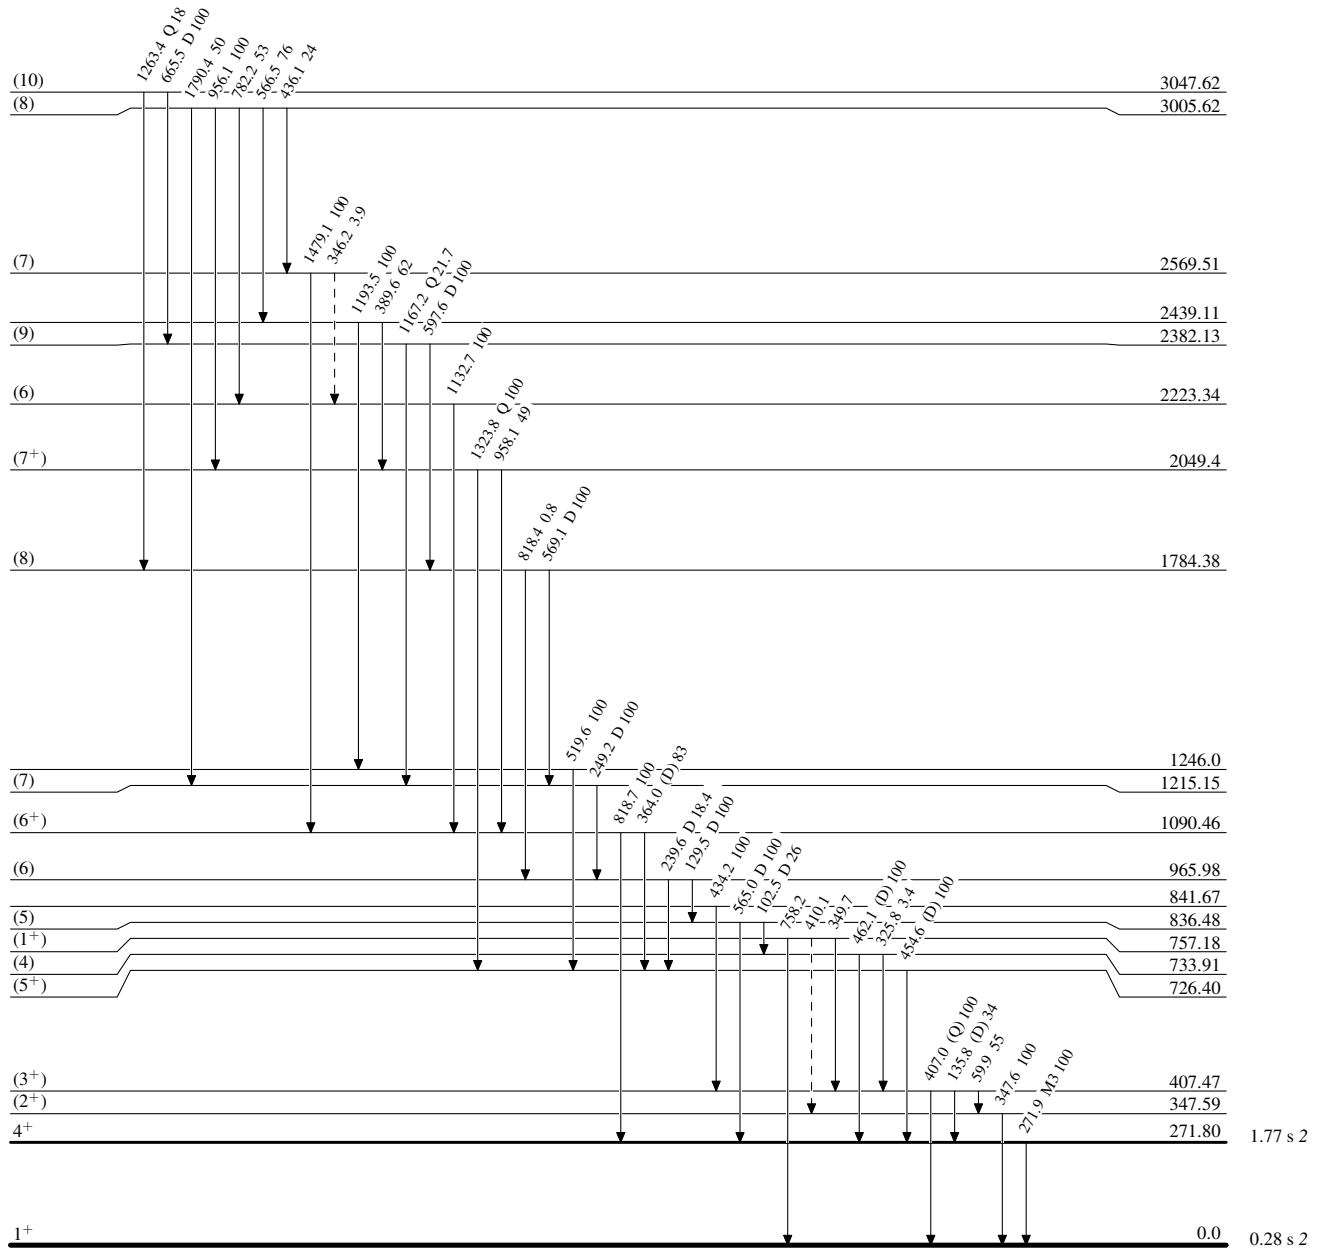 1263.4 Q 18
665.5 D 100
1790.4 50
956.1 100
782.2 53
566.5 76
436.1 24
(10) 3047.62
(8) 3005.62
1479.1 100
346.2 3.9
(7) 2569.51
1193.5 100
389.6 62
1167.2 Q 21.7
597.6 D 100
2439.11
(9) 2382.13
1132.7 100
(6) 2223.34
1323.8 Q 100
958.1 49
(7+) 2049.4
818.4 0.8
569.1 D 100
(8) 1784.38
519.6 100
249.2 D 100
1246.0
(7) 1215.15
818.7 100
364.0 (D) 83
(6+) 1090.46
239.6 D 18.4
129.5 D 100
(6) 965.98
434.2 100
841.67
565.0 D 100
102.5 D 26
(5) 836.48
758.2
410.1
349.7
(1+) 757.18
462.1 (D) 100
325.8 3.4
(4) 733.91
454.6 (D) 100
(5+) 726.40
407.0 (Q) 100
135.8 (D) 34
59.9 55
(3+) 407.47
347.6 100
(2+) 347.59
271.9 M3 100
4+ 271.80 1.77 s 2
1+ 0.0 0.28 s 2